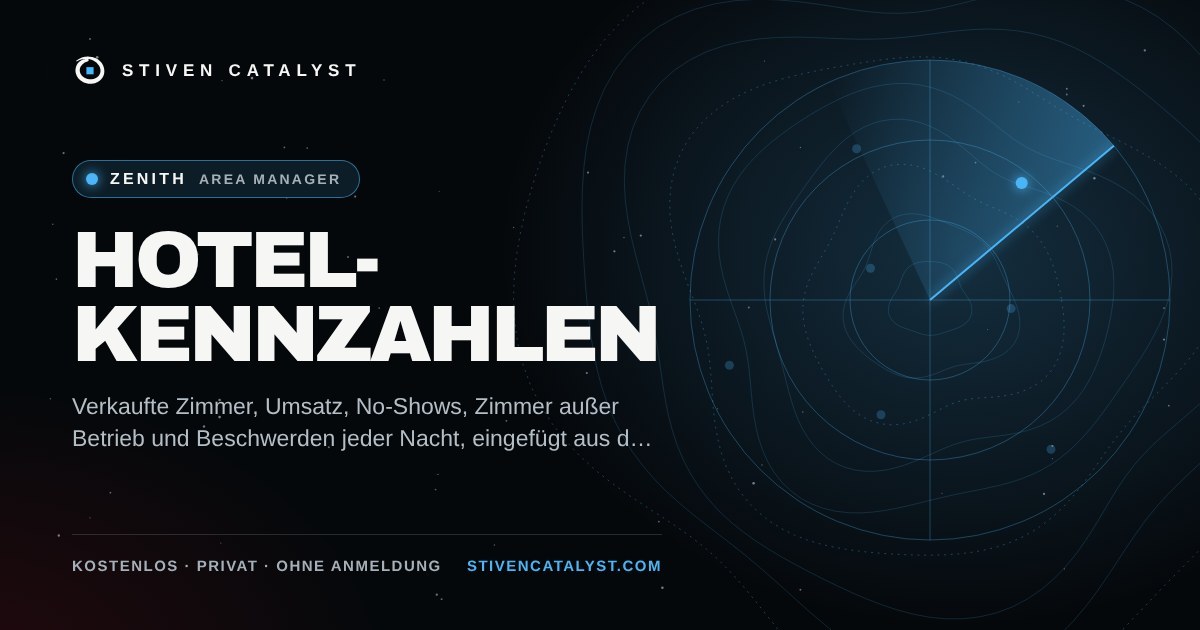 STIVEN CATALYST
ZENITH AREA MANAGER
HOTEL-
KENNZAHLEN
Verkaufte Zimmer, Umsatz, No-Shows, Zimmer außer
Betrieb und Beschwerden jeder Nacht, eingefügt aus d…
KOSTENLOS · PRIVAT · OHNE ANMELDUNG STIVENCATALYST.COM